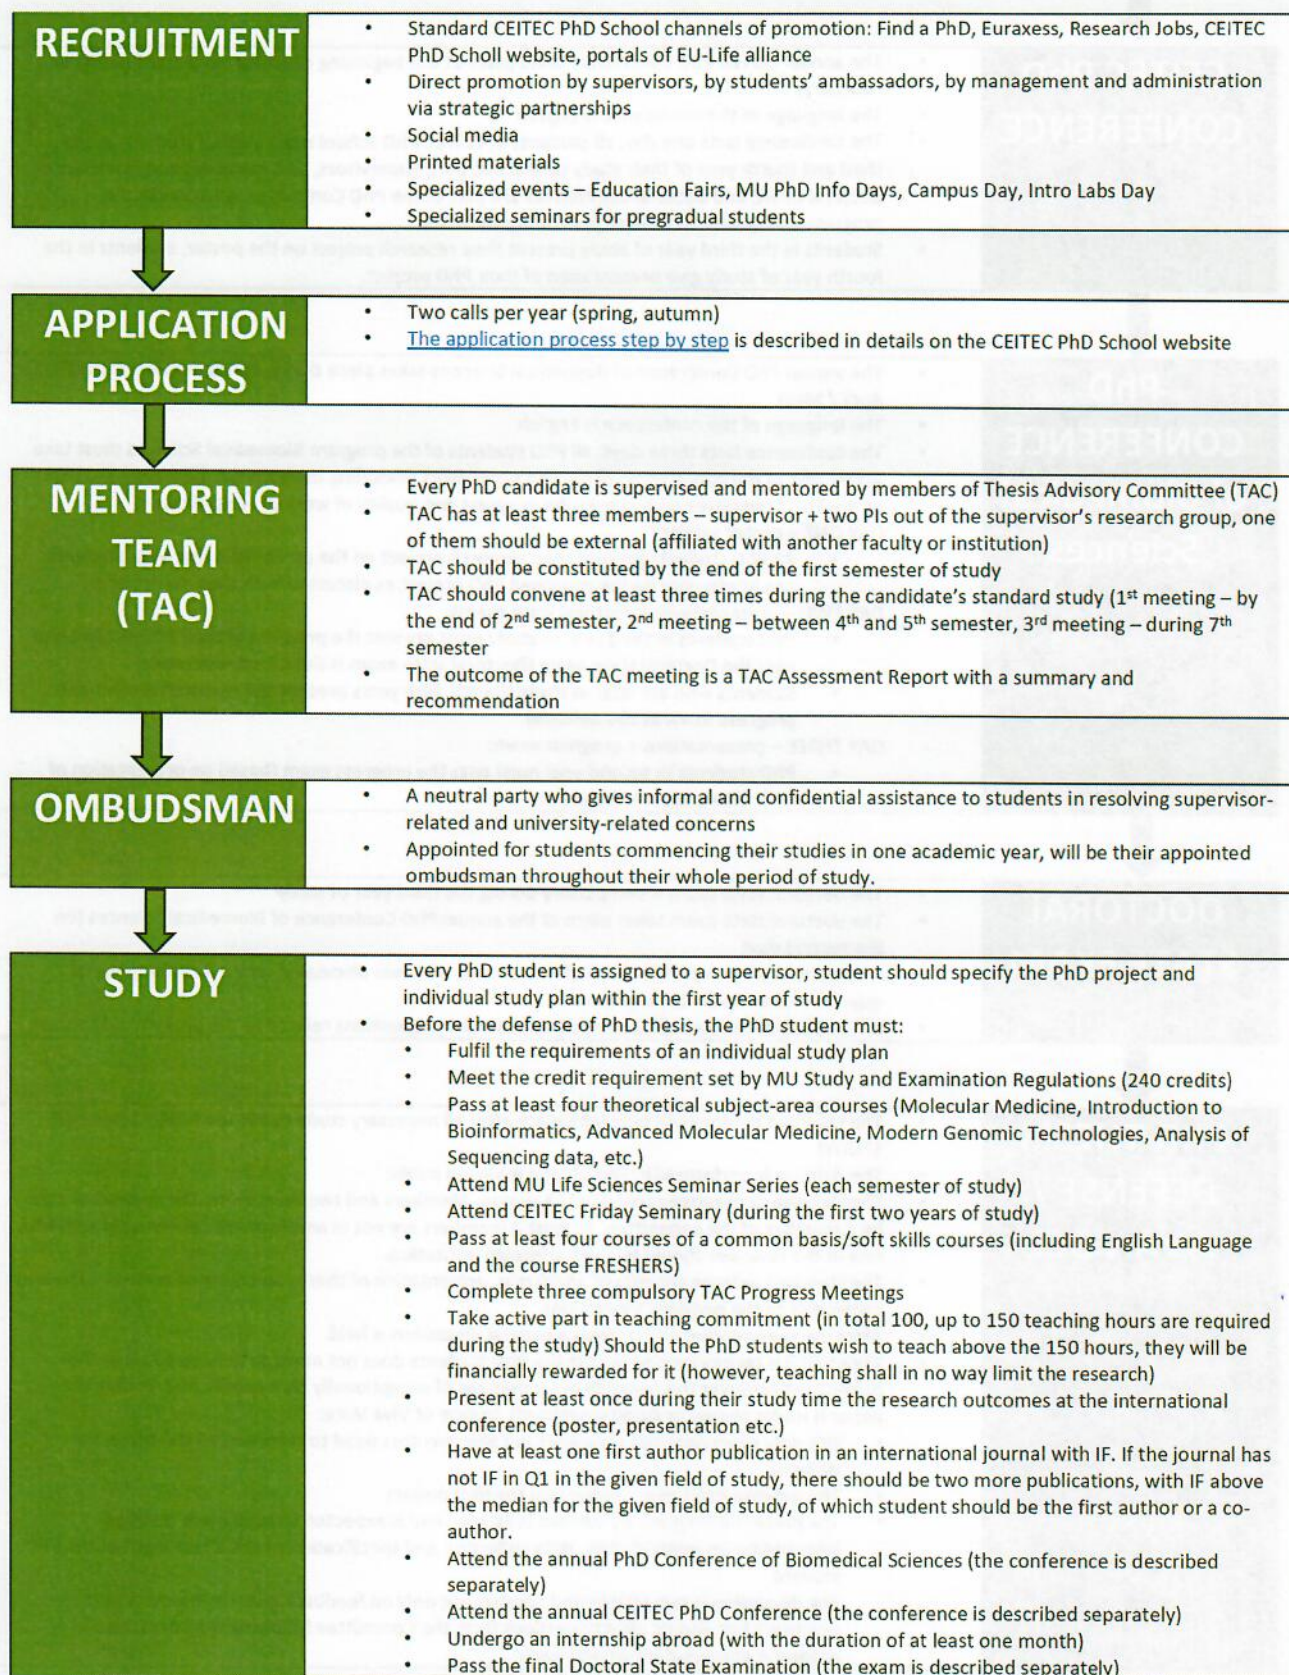 RECRUITMENT
• Standard CEITEC PhD School channels of promotion: Find a PhD, Euraxess, Research Jobs, CEITEC
PhD Scholl website, portals of EU-Life alliance
• Direct promotion by supervisors, by students’ ambassadors, by management and administration
via strategic partnerships
• Social media
• Printed materials
• Specialized events – Education Fairs, MU PhD Info Days, Campus Day, Intro Labs Day
• Specialized seminars for pregradual students
APPLICATION
PROCESS
• Two calls per year (spring, autumn)
• The application process step by step is described in details on the CEITEC PhD School website
MENTORING
TEAM
(TAC)
• Every PhD candidate is supervised and mentored by members of Thesis Advisory Committee (TAC)
• TAC has at least three members – supervisor + two PIs out of the supervisor’s research group, one
of them should be external (affiliated with another faculty or institution)
• TAC should be constituted by the end of the first semester of study
• TAC should convene at least three times during the candidate’s standard study (1st meeting – by
the end of 2nd semester, 2nd meeting – between 4th and 5th semester, 3rd meeting – during 7th
semester
• The outcome of the TAC meeting is a TAC Assessment Report with a summary and
recommendation
OMBUDSMAN
• A neutral party who gives informal and confidential assistance to students in resolving supervisor-
related and university-related concerns
• Appointed for students commencing their studies in one academic year, will be their appointed
ombudsman throughout their whole period of study.
STUDY
• Every PhD student is assigned to a supervisor, student should specify the PhD project and
individual study plan within the first year of study
• Before the defense of PhD thesis, the PhD student must:
• Fulfil the requirements of an individual study plan
• Meet the credit requirement set by MU Study and Examination Regulations (240 credits)
• Pass at least four theoretical subject-area courses (Molecular Medicine, Introduction to
Bioinformatics, Advanced Molecular Medicine, Modern Genomic Technologies, Analysis of
Sequencing data, etc.)
• Attend MU Life Sciences Seminar Series (each semester of study)
• Attend CEITEC Friday Seminary (during the first two years of study)
• Pass at least four courses of a common basis/soft skills courses (including English Language
and the course FRESHERS)
• Complete three compulsory TAC Progress Meetings
• Take active part in teaching commitment (in total 100, up to 150 teaching hours are required
during the study) Should the PhD students wish to teach above the 150 hours, they will be
financially rewarded for it (however, teaching shall in no way limit the research)
• Present at least once during their study time the research outcomes at the international
conference (poster, presentation etc.)
• Have at least one first author publication in an international journal with IF. If the journal has
not IF in Q1 in the given field of study, there should be two more publications, with IF above
the median for the given field of study, of which student should be the first author or a co-
author.
• Attend the annual PhD Conference of Biomedical Sciences (the conference is described
separately)
• Attend the annual CEITEC PhD Conference (the conference is described separately)
• Undergo an internship abroad (with the duration of at least one month)
• Pass the final Doctoral State Examination (the exam is described separately)